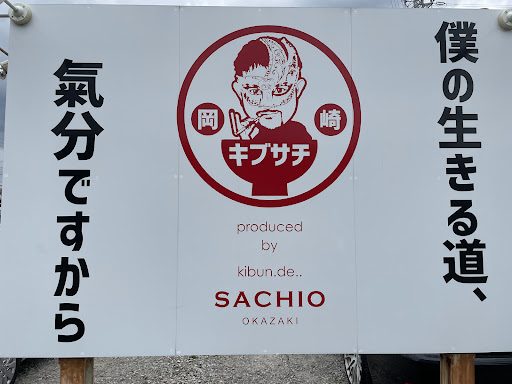 僕の生きる道、
氣分ですから
岡
崎
キブサチ
produced
by
kibun.de..
SACHIO
OKAZAKI